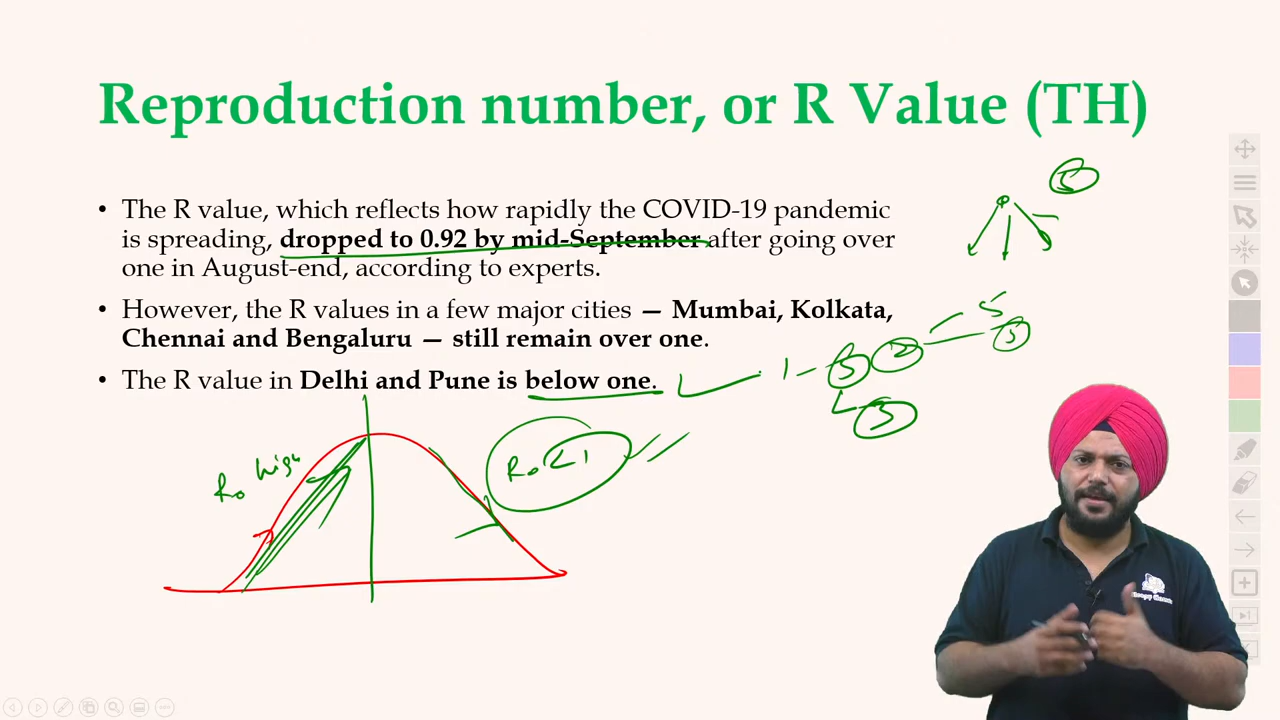 Reproduction number, or R Value (TH)
• The R value, which reflects how rapidly the COVID-19 pandemic
is spreading, dropped to 0.92 by mid-September after going over
one in August-end, according to experts.
• However, the R values in a few major cities — Mumbai, Kolkata,
Chennai and Bengaluru — still remain over one.
• The R value in Delhi and Pune is below one.
R₀ high
R₀ < 1